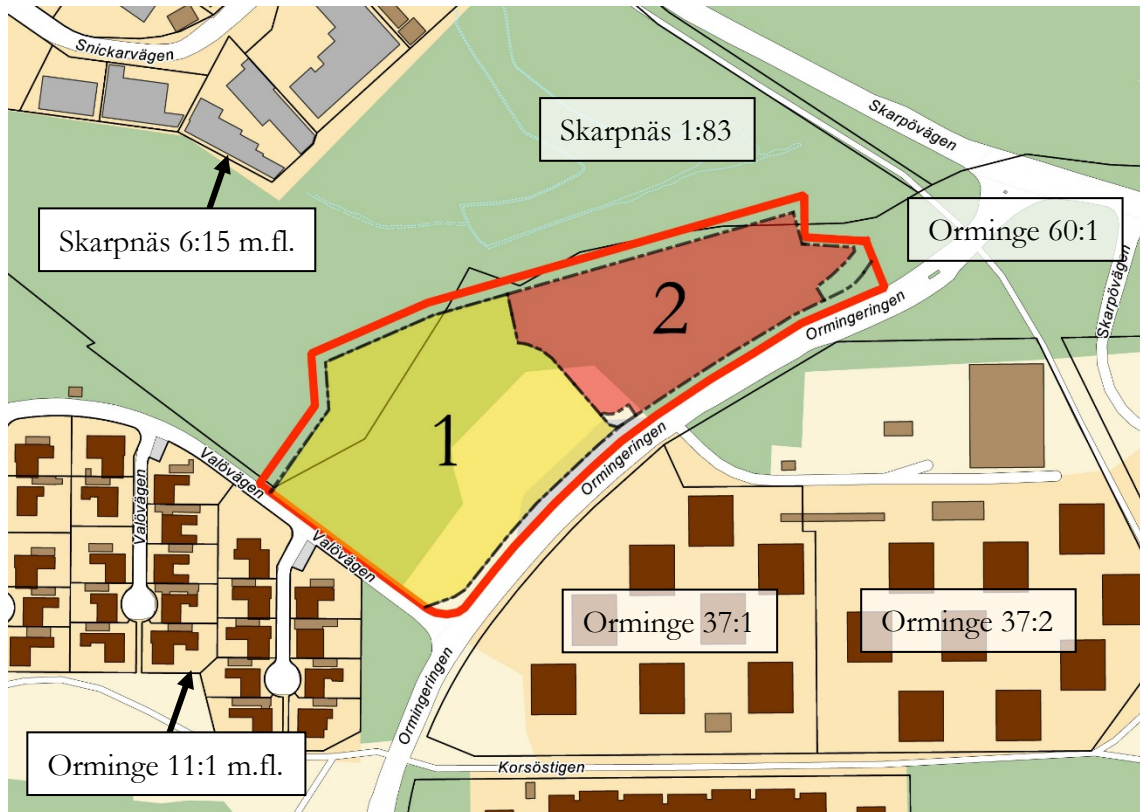 Snickarvägen
Skarpövägen
Skarpnäs 1:83
Skarpnäs 6:15 m.fl.
Orminge 60:1
Skarpövägen
2
Ormingeringen
1
Valövägen
Valövägen
Valövägen
Valövägen
Ormingeringen
Orminge 37:1
Orminge 37:2
Ormingeringen
Orminge 11:1 m.fl.
Korsöstigen